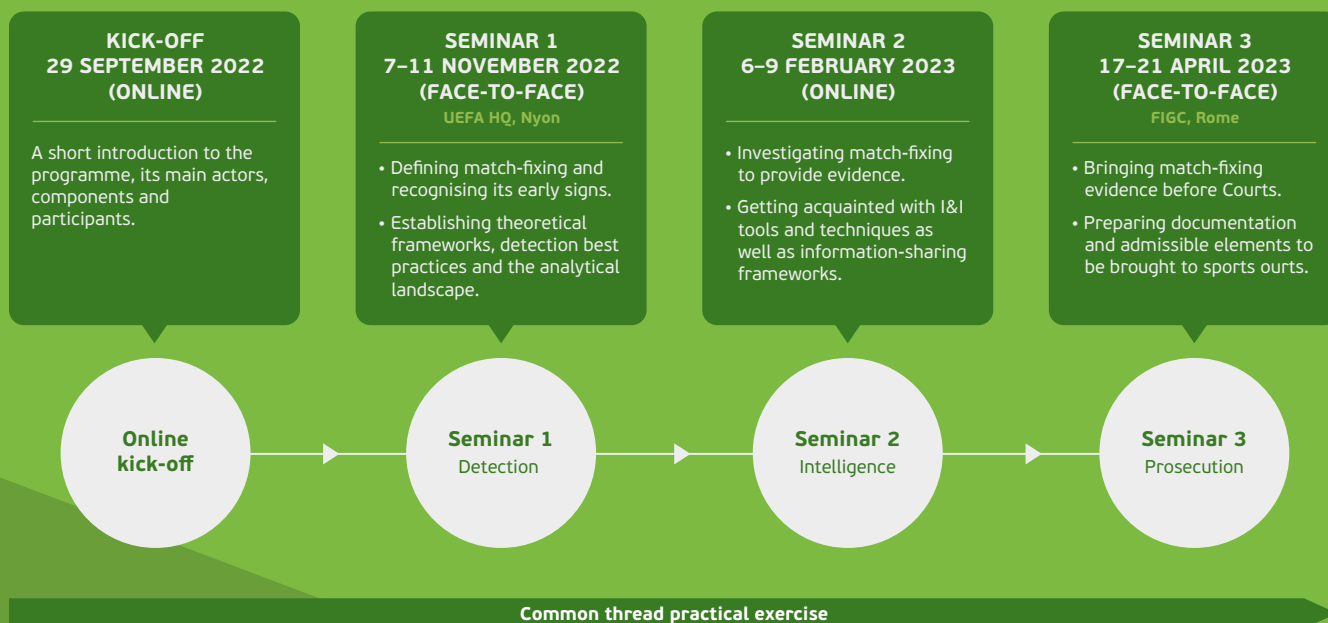 KICK-OFF
29 SEPTEMBER 2022
(ONLINE)
A short introduction to the
programme, its main actors,
components and
participants.
SEMINAR 1
7–11 NOVEMBER 2022
(FACE-TO-FACE)
UEFA HQ, Nyon
• Defining match-fixing and
recognising its early signs.
• Establishing theoretical
frameworks, detection best
practices and the analytical
landscape.
SEMINAR 2
6–9 FEBRUARY 2023
(ONLINE)
• Investigating match-fixing
to provide evidence.
• Getting acquainted with I&I
tools and techniques as
well as information-sharing
frameworks.
SEMINAR 3
17–21 APRIL 2023
(FACE-TO-FACE)
FIGC, Rome
• Bringing match-fixing
evidence before Courts.
• Preparing documentation
and admissible elements to
be brought to sports ourts.
Online
kick-off
Seminar 1
Detection
Seminar 2
Intelligence
Seminar 3
Prosecution
Common thread practical exercise